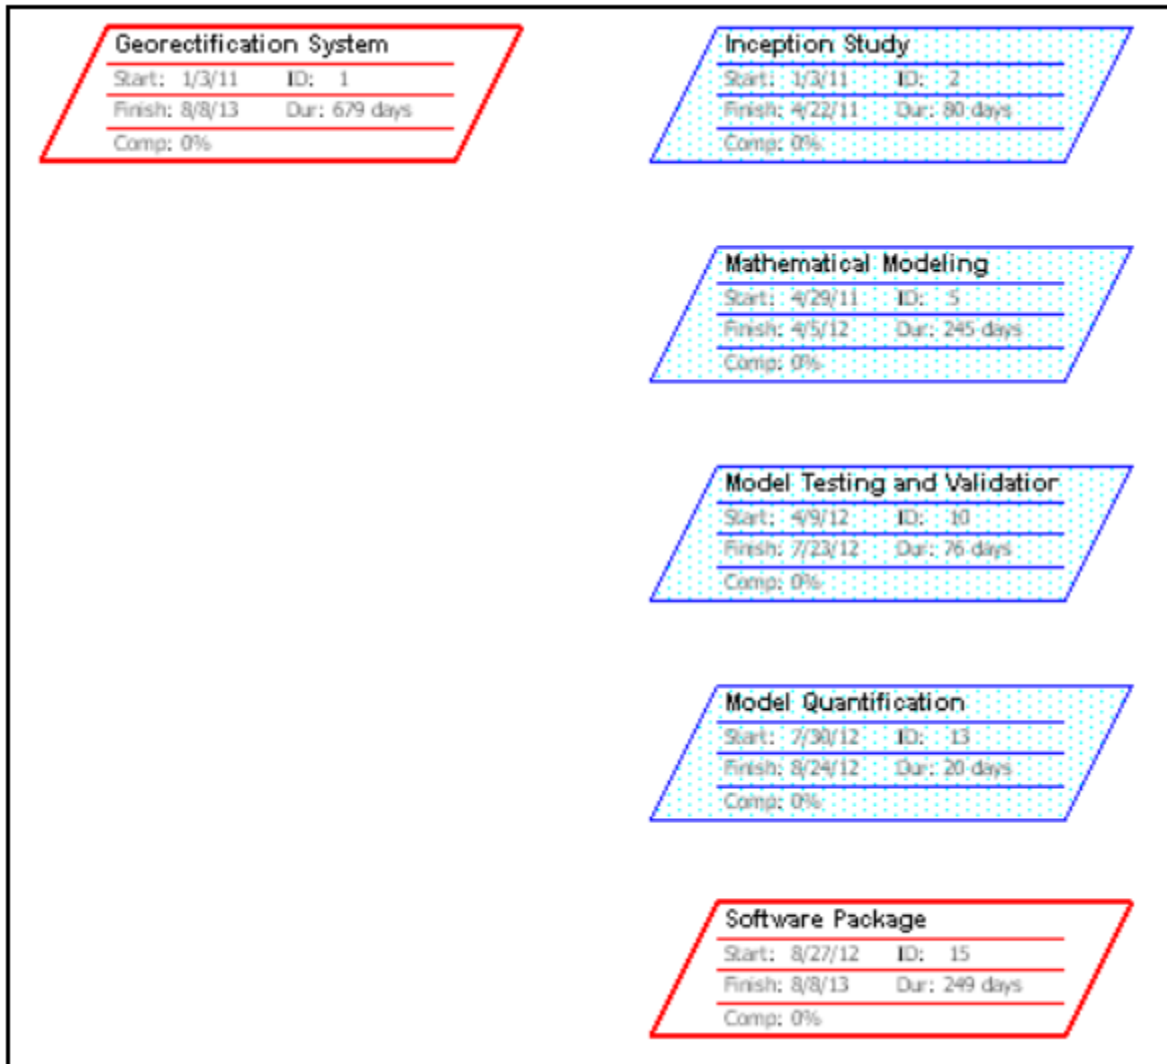 Georectification System
Start: 1/3/11 ID: 1
Finish: 8/8/13 Dur: 679 days
Comp: 0%
Inception Study
Start: 1/3/11 ID: 2
Finish: 4/22/11 Dur: 80 days
Comp: 0%
Mathematical Modeling
Start: 4/29/11 ID: 5
Finish: 4/5/12 Dur: 245 days
Comp: 0%
Model Testing and Validation
Start: 4/9/12 ID: 10
Finish: 7/23/12 Dur: 76 days
Comp: 0%
Model Quantification
Start: 7/30/12 ID: 13
Finish: 8/24/12 Dur: 20 days
Comp: 0%
Software Package
Start: 8/27/12 ID: 15
Finish: 8/8/13 Dur: 249 days
Comp: 0%